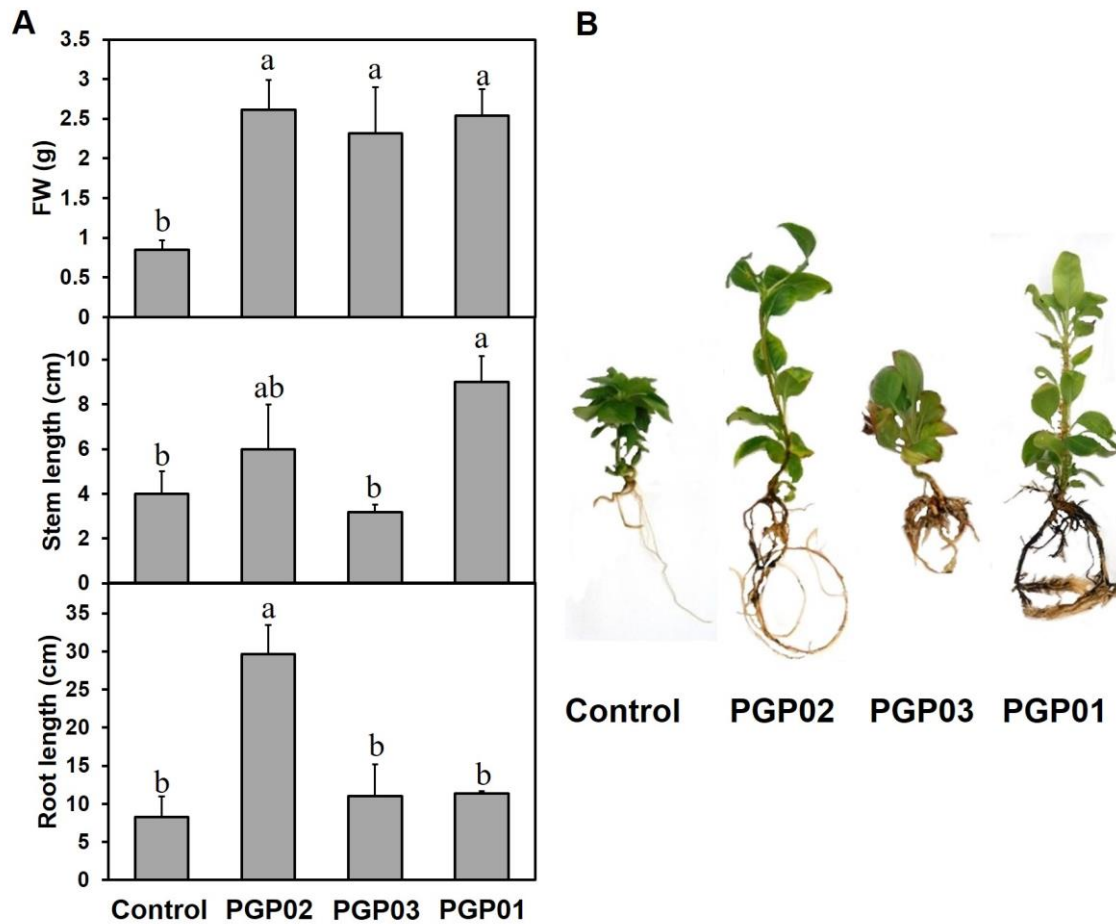 A
B
FW (g)
3.5
3
2.5
2
1.5
1
0.5
0
b
a
a
a
Stem length (cm)
10
8
6
4
2
0
b
ab
b
a
Root length (cm)
35
30
25
20
15
10
5
0
b
a
b
b
Control PGP02 PGP03 PGP01
Control PGP02 PGP03 PGP01